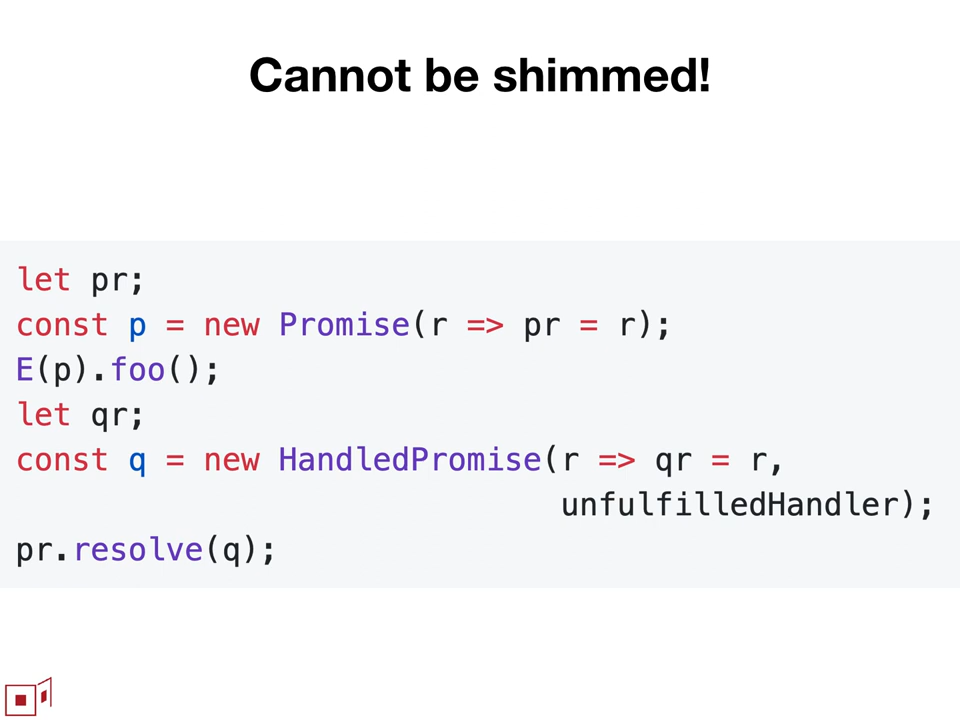 Cannot be shimmed!
let pr;
const p = new Promise(r => pr = r);
E(p).foo();
let qr;
const q = new HandledPromise(r => qr = r,
unfulfilledHandler);
pr.resolve(q);